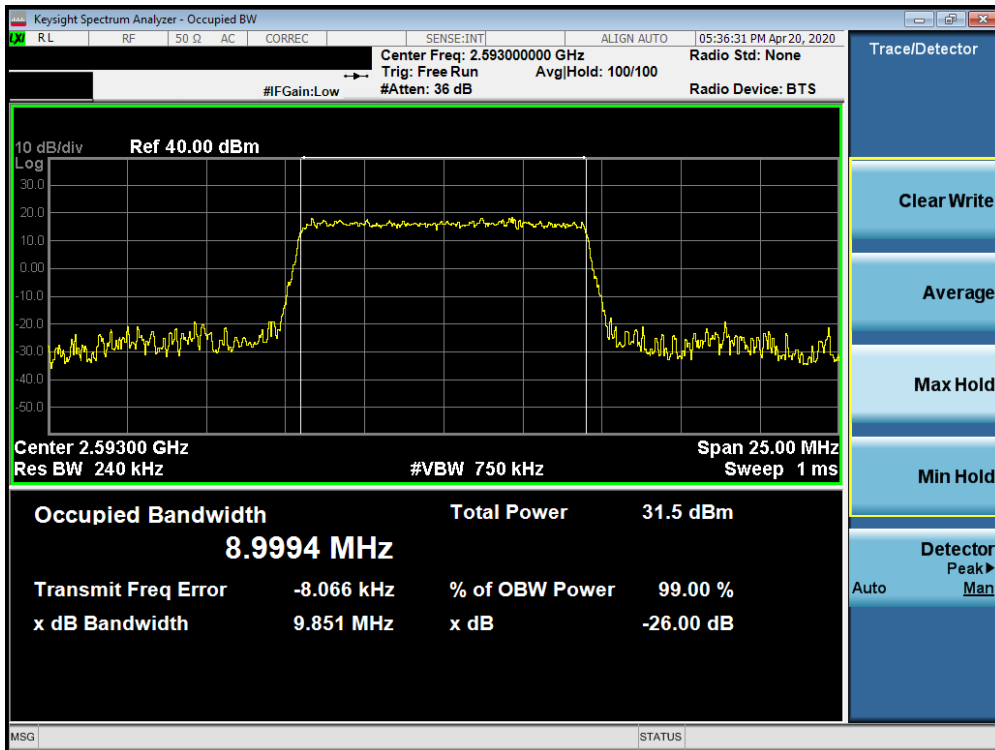 Keysight Spectrum Analyzer - Occupied BW
LXI RL RF 50 Ω AC CORREC SENSE:INT ALIGN AUTO 05:36:31 PM Apr 20, 2020
Center Freq: 2.593000000 GHz Radio Std: None
Trig: Free Run Avg|Hold: 100/100
#IFGain:Low #Atten: 36 dB Radio Device: BTS
10 dB/div Ref 40.00 dBm
Log
30.0
20.0
10.0
0.00
-10.0
-20.0
-30.0
-40.0
-50.0
Center 2.59300 GHz Span 25.00 MHz
Res BW 240 kHz #VBW 750 kHz Sweep 1 ms
Occupied Bandwidth Total Power 31.5 dBm
8.9994 MHz
Transmit Freq Error -8.066 kHz % of OBW Power 99.00 %
x dB Bandwidth 9.851 MHz x dB -26.00 dB
MSG STATUS
Trace/Detector
Clear Write
Average
Max Hold
Min Hold
Detector
Peak▶
Auto Man